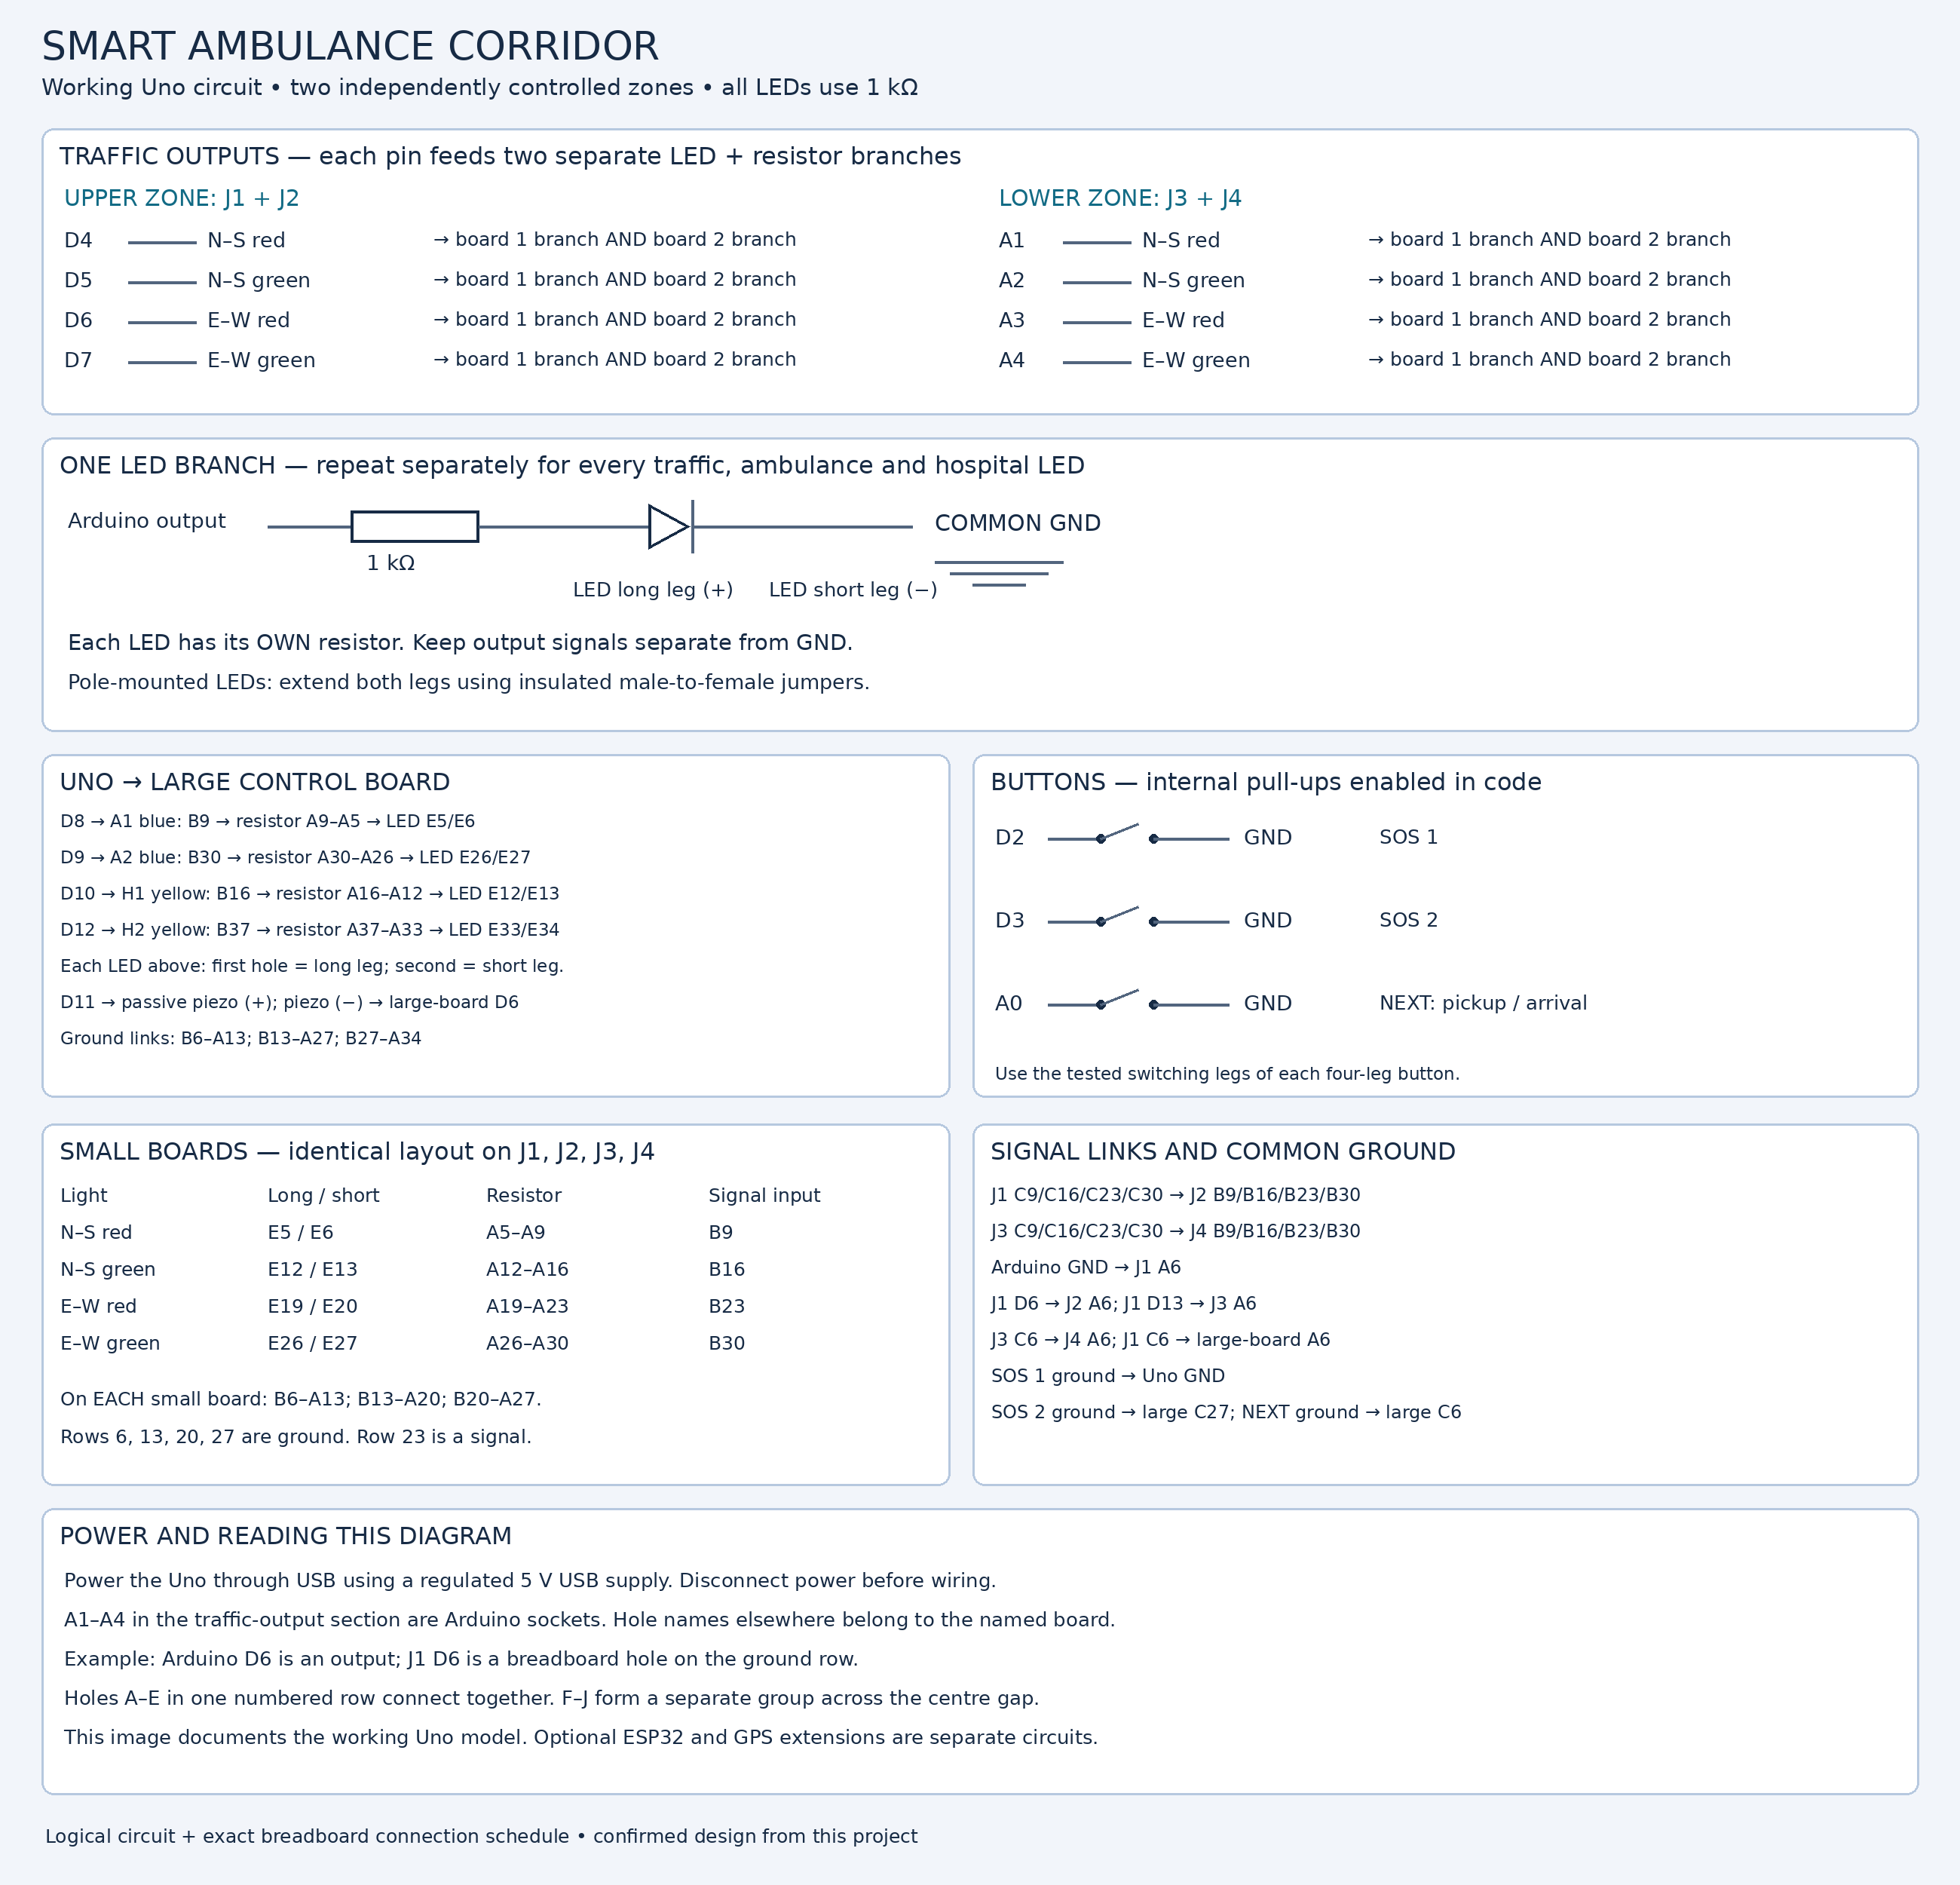 SMART AMBULANCE CORRIDOR
Working Uno circuit • two independently controlled zones • all LEDs use 1 kΩ
TRAFFIC OUTPUTS — each pin feeds two separate LED + resistor branches
UPPER ZONE: J1 + J2
D4 N–S red → board 1 branch AND board 2 branch
D5 N–S green → board 1 branch AND board 2 branch
D6 E–W red → board 1 branch AND board 2 branch
D7 E–W green → board 1 branch AND board 2 branch
LOWER ZONE: J3 + J4
A1 N–S red → board 1 branch AND board 2 branch
A2 N–S green → board 1 branch AND board 2 branch
A3 E–W red → board 1 branch AND board 2 branch
A4 E–W green → board 1 branch AND board 2 branch
ONE LED BRANCH — repeat separately for every traffic, ambulance and hospital LED
Arduino output
COMMON GND
1 kΩ
LED long leg (+) LED short leg (−)
Each LED has its OWN resistor. Keep output signals separate from GND.
Pole-mounted LEDs: extend both legs using insulated male-to-female jumpers.
UNO → LARGE CONTROL BOARD
D8 → A1 blue: B9 → resistor A9–A5 → LED E5/E6
D9 → A2 blue: B30 → resistor A30–A26 → LED E26/E27
D10 → H1 yellow: B16 → resistor A16–A12 → LED E12/E13
D12 → H2 yellow: B37 → resistor A37–A33 → LED E33/E34
Each LED above: first hole = long leg; second = short leg.
D11 → passive piezo (+); piezo (−) → large-board D6
Ground links: B6–A13; B13–A27; B27–A34
BUTTONS — internal pull-ups enabled in code
D2 GND SOS 1
D3 GND SOS 2
A0 GND NEXT: pickup / arrival
Use the tested switching legs of each four-leg button.
SMALL BOARDS — identical layout on J1, J2, J3, J4
Light Long / short Resistor Signal input
N–S red E5 / E6 A5–A9 B9
N–S green E12 / E13 A12–A16 B16
E–W red E19 / E20 A19–A23 B23
E–W green E26 / E27 A26–A30 B30
On EACH small board: B6–A13; B13–A20; B20–A27.
Rows 6, 13, 20, 27 are ground. Row 23 is a signal.
SIGNAL LINKS AND COMMON GROUND
J1 C9/C16/C23/C30 → J2 B9/B16/B23/B30
J3 C9/C16/C23/C30 → J4 B9/B16/B23/B30
Arduino GND → J1 A6
J1 D6 → J2 A6; J1 D13 → J3 A6
J3 C6 → J4 A6; J1 C6 → large-board A6
SOS 1 ground → Uno GND
SOS 2 ground → large C27; NEXT ground → large C6
POWER AND READING THIS DIAGRAM
Power the Uno through USB using a regulated 5 V USB supply. Disconnect power before wiring.
A1–A4 in the traffic-output section are Arduino sockets. Hole names elsewhere belong to the named board.
Example: Arduino D6 is an output; J1 D6 is a breadboard hole on the ground row.
Holes A–E in one numbered row connect together. F–J form a separate group across the centre gap.
This image documents the working Uno model. Optional ESP32 and GPS extensions are separate circuits.
Logical circuit + exact breadboard connection schedule • confirmed design from this project